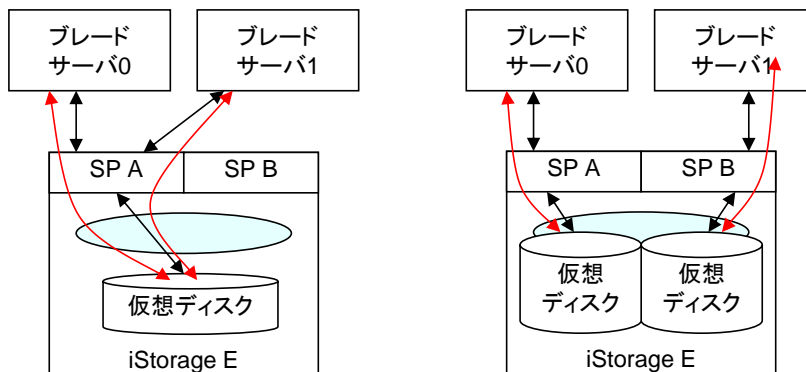 ブレード
サーバ0
ブレード
サーバ1
SP A
SP B
仮想ディスク
iStorage E
ブレード
サーバ0
ブレード
サーバ1
SP A
SP B
仮想
ディスク
仮想
ディスク
iStorage E